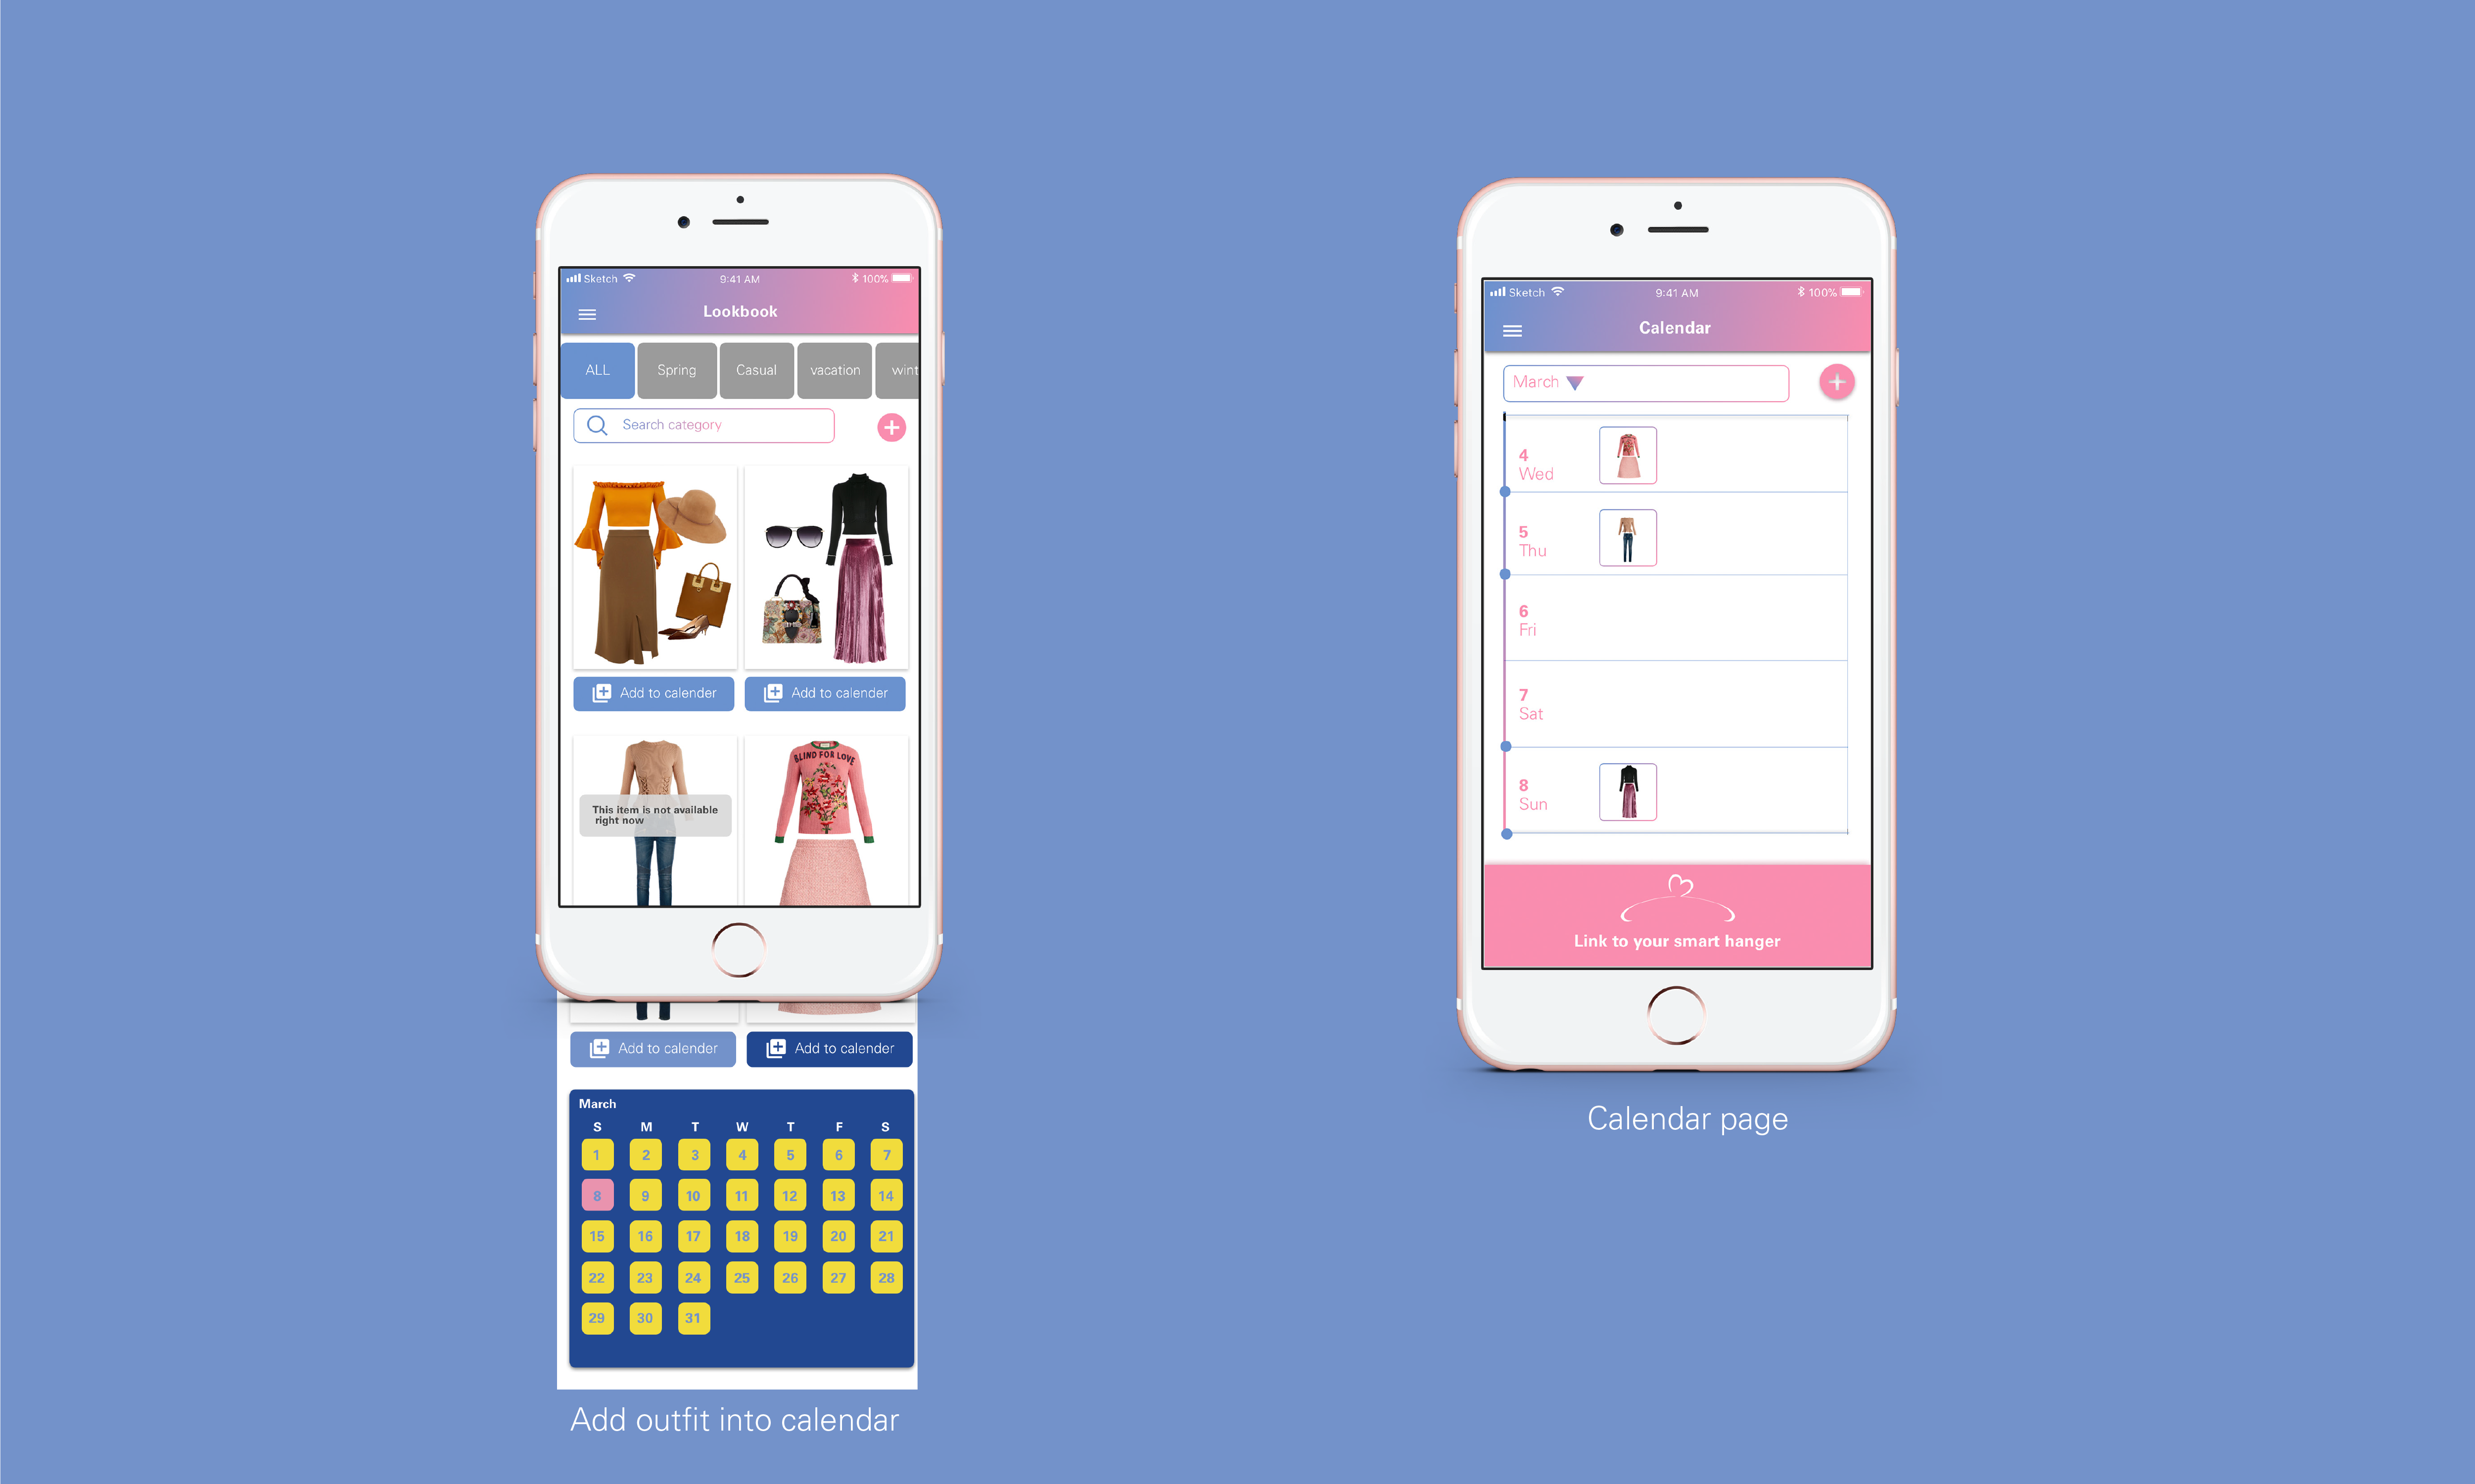 Sketch 9:41 AM 100%
Lookbook
ALL Spring Casual vacation wint
Search category
Add to calender Add to calender
BLIND FOR LOVE
This item is not available
right now
Add to calender Add to calender
March
S M T W T F S
1 2 3 4 5 6 7
8 9 10 11 12 13 14
15 16 17 18 19 20 21
22 23 24 25 26 27 28
29 30 31
Add outfit into calendar
Sketch 9:41 AM 100%
Calendar
March
4
Wed
5
Thu
6
Fri
7
Sat
8
Sun
Link to your smart hanger
Calendar page